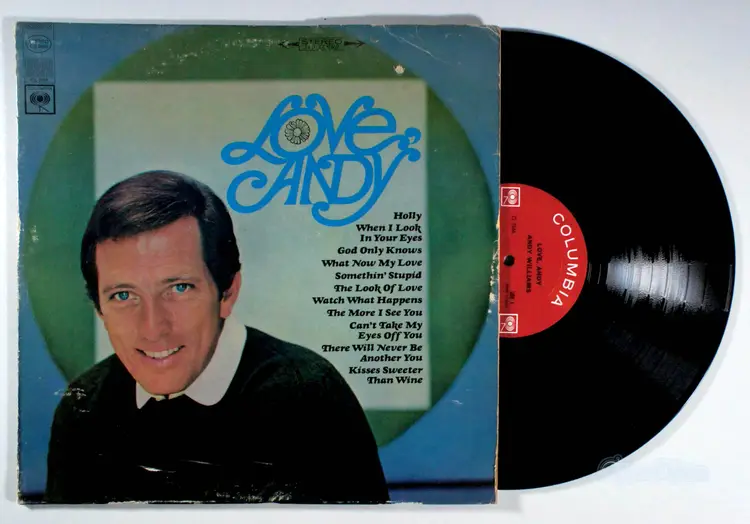 STEREO
LOVE,
ANDY
Holly
When I Look
In Your Eyes
God Only Knows
What Now My Love
Somethin' Stupid
The Look Of Love
Watch What Happens
The More I See You
Can't Take My
Eyes Off You
There Will Never Be
Another You
Kisses Sweeter
Than Wine
COLUMBIA
LOVE, ANDY
ANDY WILLIAMS